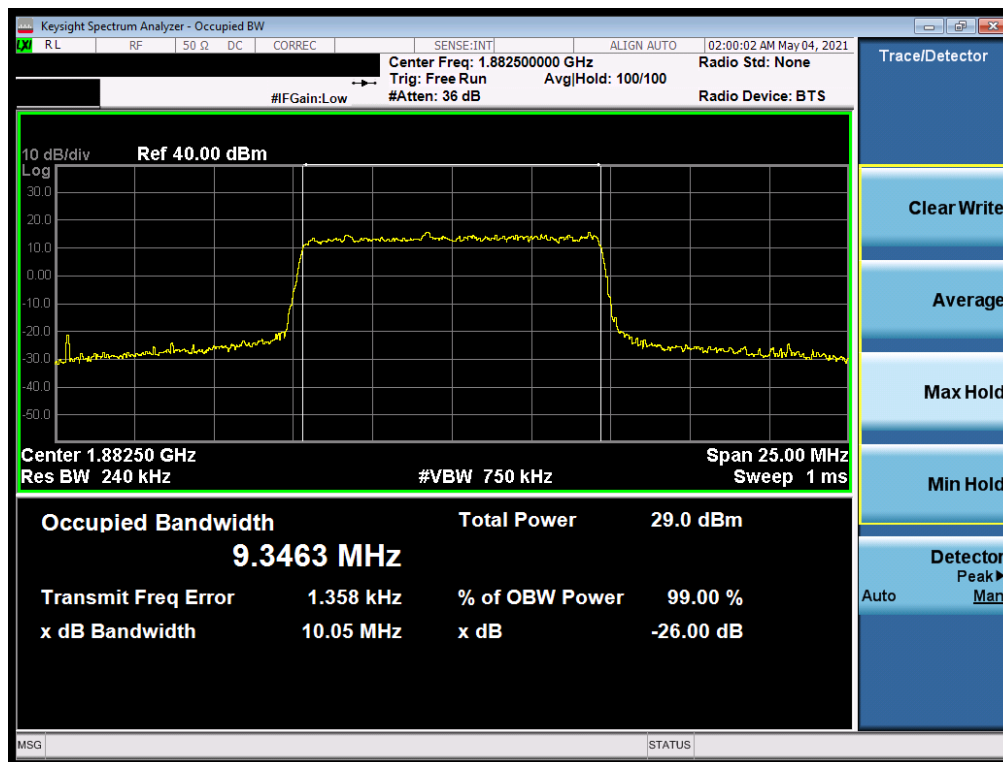 Keysight Spectrum Analyzer - Occupied BW
LXI RL RF 50 Ω DC CORREC SENSE:INT ALIGN AUTO 02:00:02 AM May 04, 2021
Center Freq: 1.882500000 GHz Radio Std: None
Trig: Free Run Avg|Hold: 100/100
#IFGain:Low #Atten: 36 dB Radio Device: BTS
10 dB/div Ref 40.00 dBm
Log
30.0
20.0
10.0
0.00
-10.0
-20.0
-30.0
-40.0
-50.0
Center 1.88250 GHz Span 25.00 MHz
Res BW 240 kHz #VBW 750 kHz Sweep 1 ms
Occupied Bandwidth Total Power 29.0 dBm
9.3463 MHz
Transmit Freq Error 1.358 kHz % of OBW Power 99.00 %
x dB Bandwidth 10.05 MHz x dB -26.00 dB
MSG STATUS
Trace/Detector
Clear Write
Average
Max Hold
Min Hold
Detector
Peak▶
Auto Man